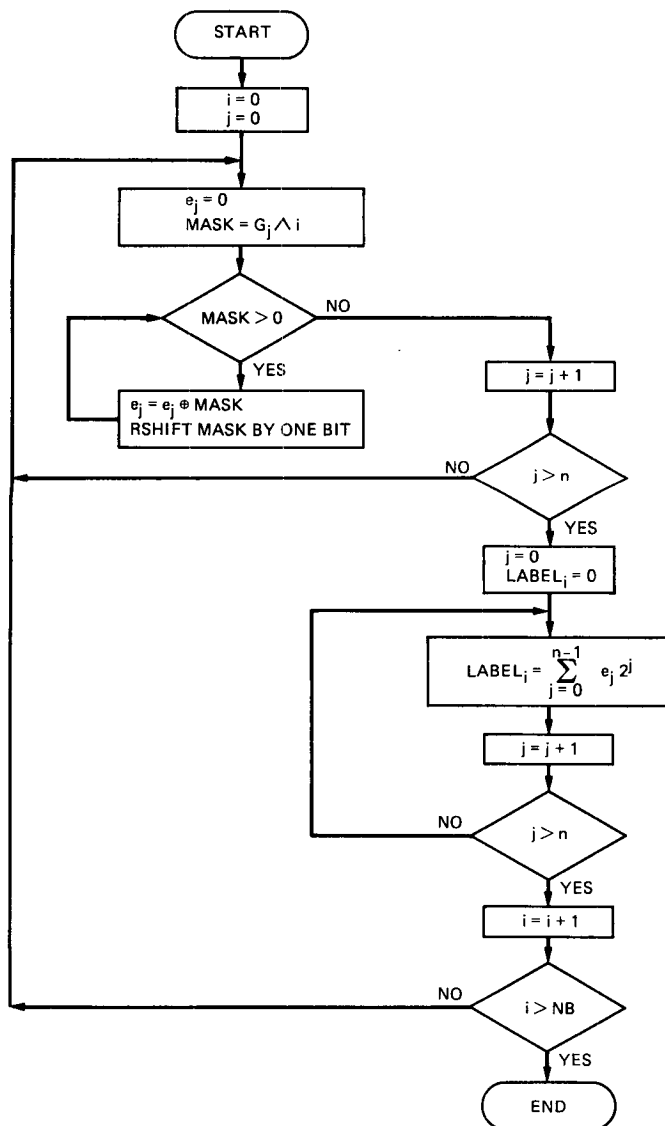 START
i = 0
j = 0
e_j = 0
MASK = G_j ∧ i
MASK > 0
NO
YES
e_j = e_j ⊕ MASK
RSHIFT MASK BY ONE BIT
j = j + 1
NO
j > n
YES
j = 0
LABEL_i = 0
LABEL_i = ∑_{j = 0}^{n-1} e_j 2^j
j = j + 1
NO
j > n
YES
i = i + 1
NO
i > NB
YES
END